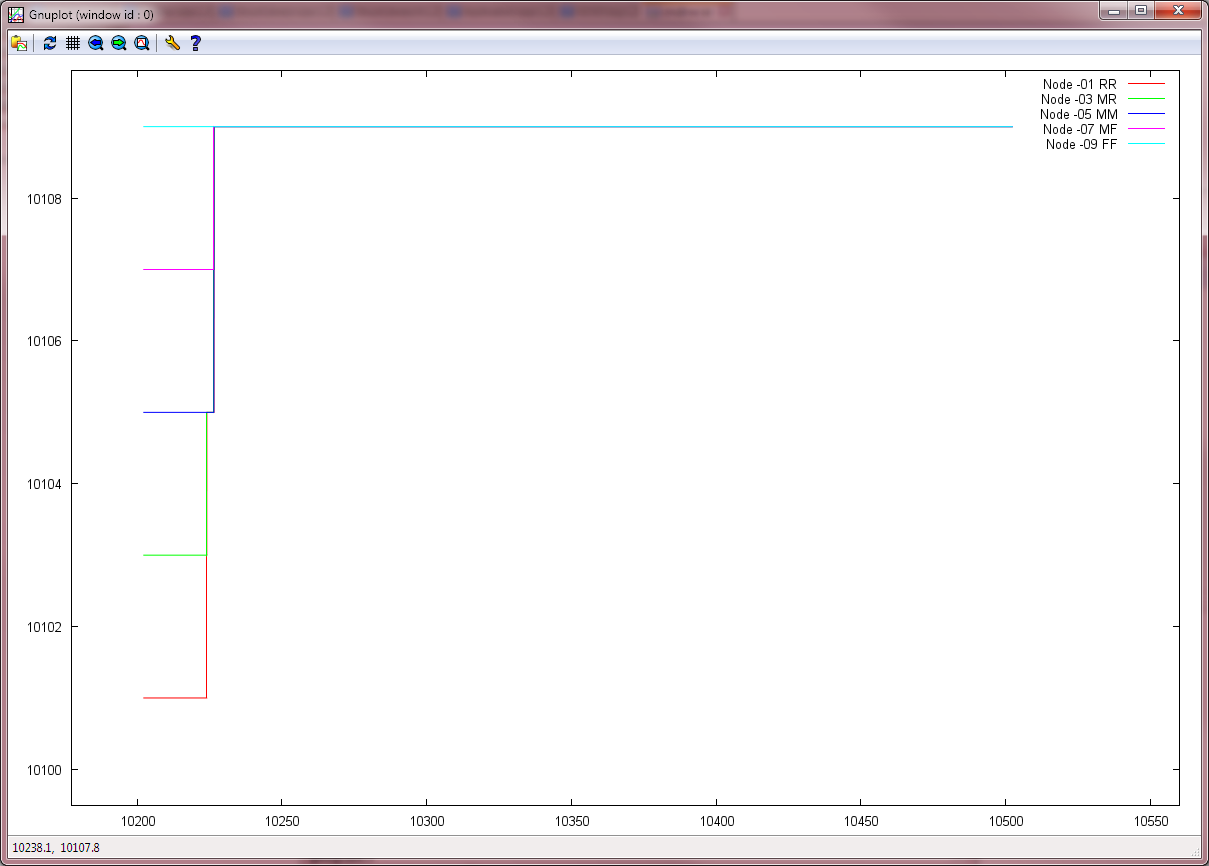 Gnuplot (window id : 0)
Node -01 RR
Node -03 MR
Node -05 MM
Node -07 MF
Node -09 FF
10108
10106
10104
10102
10100
10200 10250 10300 10350 10400 10450 10500 10550
10238.1, 10107.8